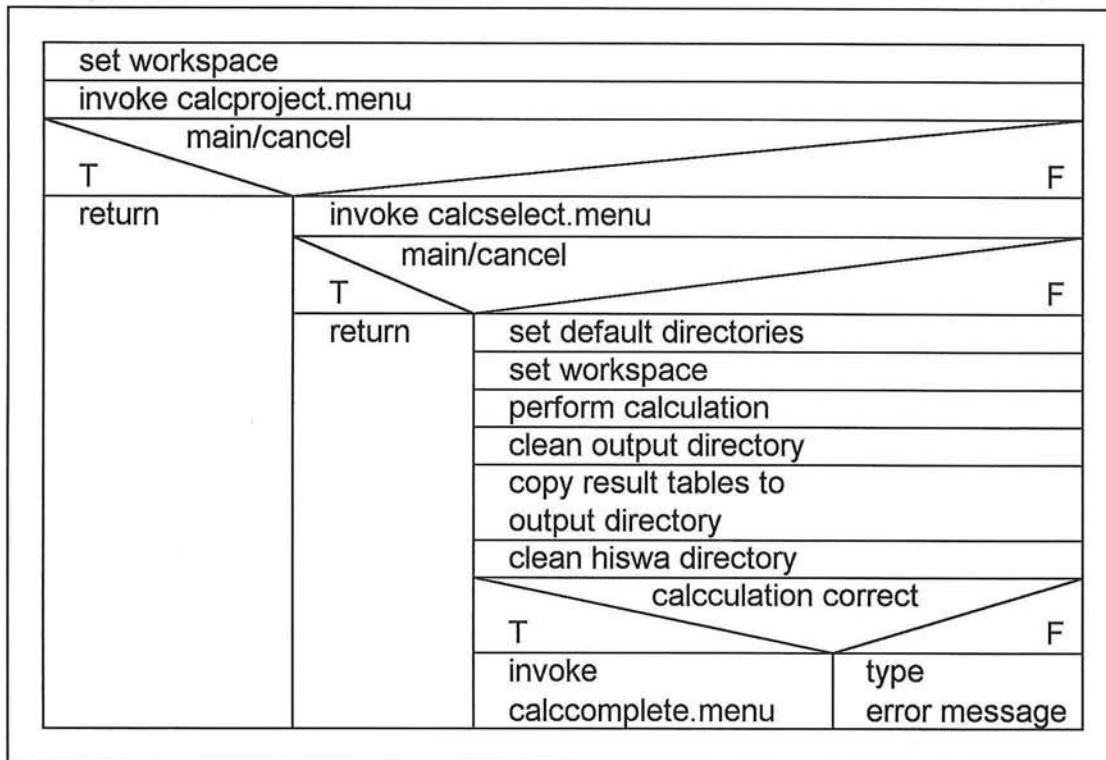 set workspace
invoke calcproject.menu
main/cancel
T F
return invoke calcselect.menu
main/cancel
T F
return set default directories
set workspace
perform calculation
clean output directory
copy result tables to
output directory
clean hiswa directory
calcculation correct
T F
invoke type
calccomplete.menu error message